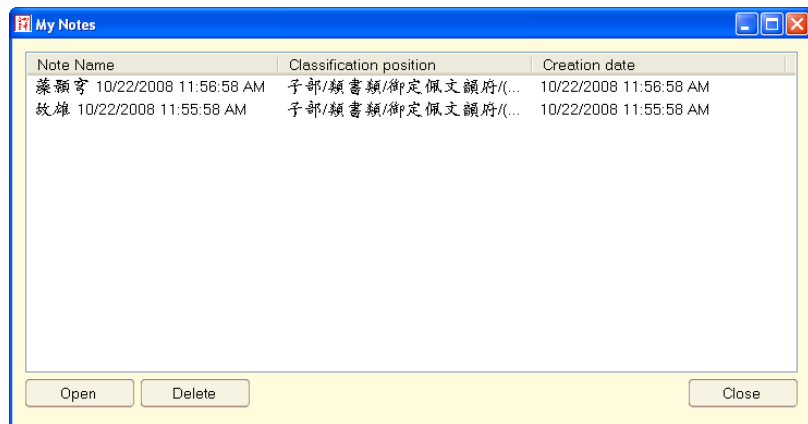 My Notes
Note Name Classification position Creation date
藻顥穹 10/22/2008 11:56:58 AM 子部/類書類/御定佩文韻府/(... 10/22/2008 11:56:58 AM
故雄 10/22/2008 11:55:58 AM 子部/類書類/御定佩文韻府/(... 10/22/2008 11:55:58 AM
Open Delete Close